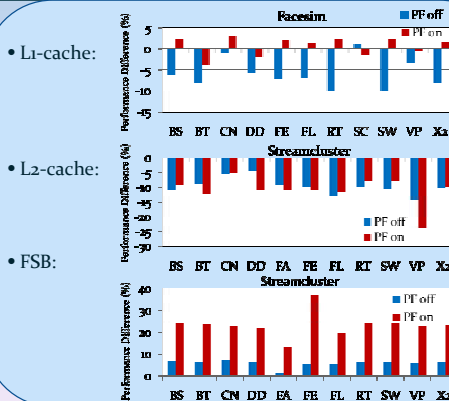 Facesim
PF off
PF on
• L1-cache:
Performance Difference (%)
5
0
-5
-10
-15
BS BT CN DD FE FL RT SC SW VP X2
Streamcluster
• L2-cache:
Performance Difference (%)
0
-5
-10
-15
-20
-25
-30
PF off
PF on
BS BT CN DD FA FE FL RT SW VP X2
Streamcluster
• FSB:
Performance Difference (%)
40
30
20
10
0
PF off
PF on
BS BT CN DD FA FE FL RT SW VP X2